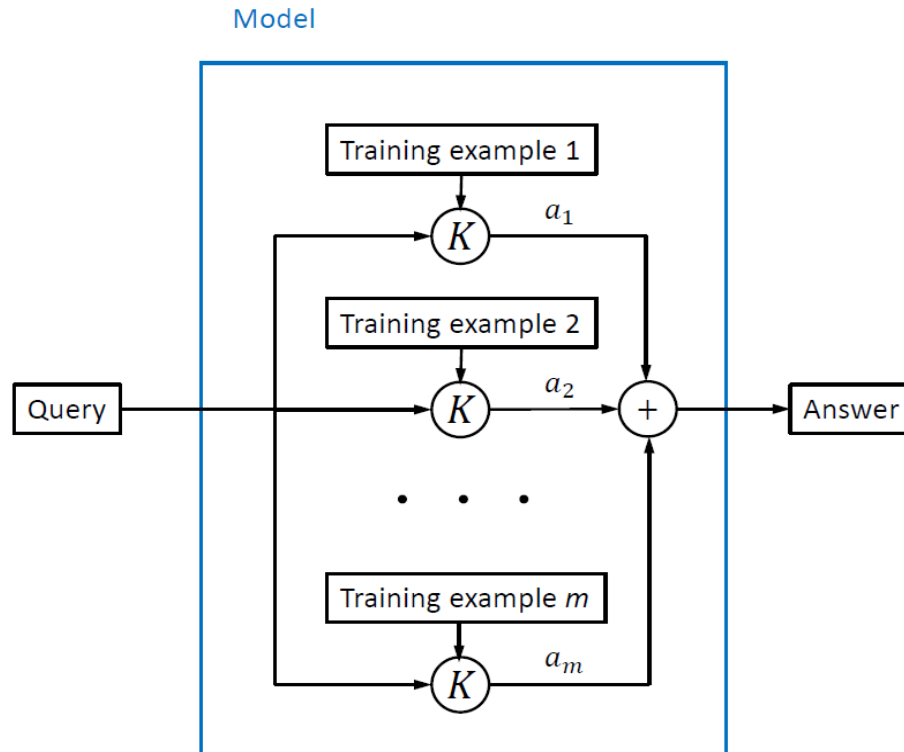 Model
Training example 1
K
a₁
Training example 2
Query
K
a₂
+
Answer
. . .
Training example m
K
aₘ